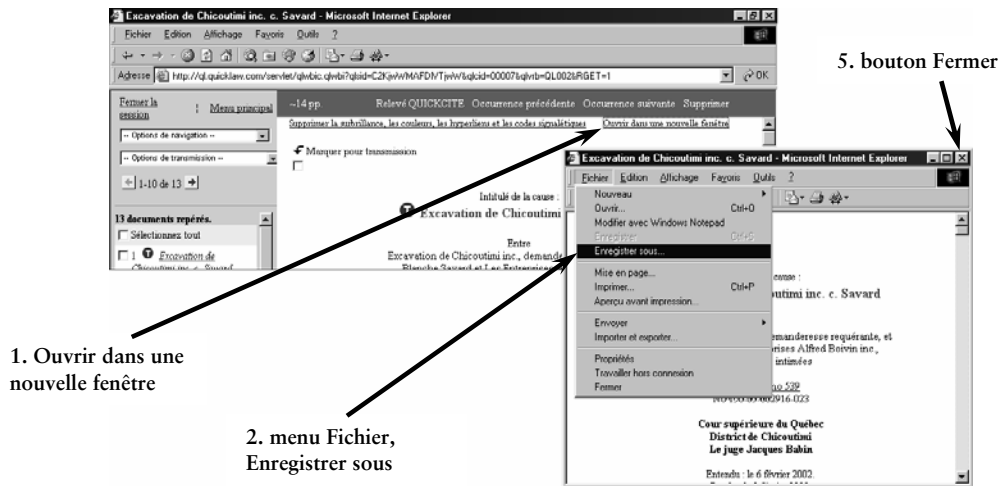 Excavation de Chicoutimi inc. c. Savard - Microsoft Internet Explorer
Fichier Edition Affichage Favoris Outils ?
Adresse http://ql.quicklaw.com/servlet/qlwbic.qlwbi?qlsid=C2KjwWMAFDIVTjwW&qlcid=00007&qlvrb=QL002&RGET=1 OK
5. bouton Fermer
Fermer la session ¦ Menu principal
-- Options de navigation --
-- Options de transmission --
1-10 de 13
13 documents repérés.
Sélectionnez tout
1 T Excavation de
Chicoutimi inc. c. Savard
~14 pp. Relevé QUICKCITE Occurrence précédente Occurrence suivante Supprimer
Supprimer la subrillance, les couleurs, les hyperliens et les codes signalétiques Ouvrir dans une nouvelle fenêtre
Marquer pour transmission
Intitulé de la cause :
T Excavation de Chicoutimi
Entre
Excavation de Chicoutimi inc., demande
Blanche Savard et Les Entreprises
Excavation de Chicoutimi inc. c. Savard - Microsoft Internet Explorer
Fichier Edition Affichage Favoris Outils ?
Nouveau
Ouvrir... Ctrl+O
Modifier avec Windows Notepad
Enregistrer Ctrl+S
Enregistrer sous...
Mise en page...
Imprimer... Ctrl+P
Aperçu avant impression...
Envoyer
Importer et exporter...
Propriétés
Travailler hors connexion
Fermer
cause :
outimi inc. c. Savard
emanderesse requérante, et
rises Alfred Boivin inc.,
intimées
no 539
Cour supérieure du Québec
District de Chicoutimi
Le juge Jacques Babin
Entendu : le 6 février 2002.
1. Ouvrir dans une
nouvelle fenêtre
2. menu Fichier,
Enregistrer sous